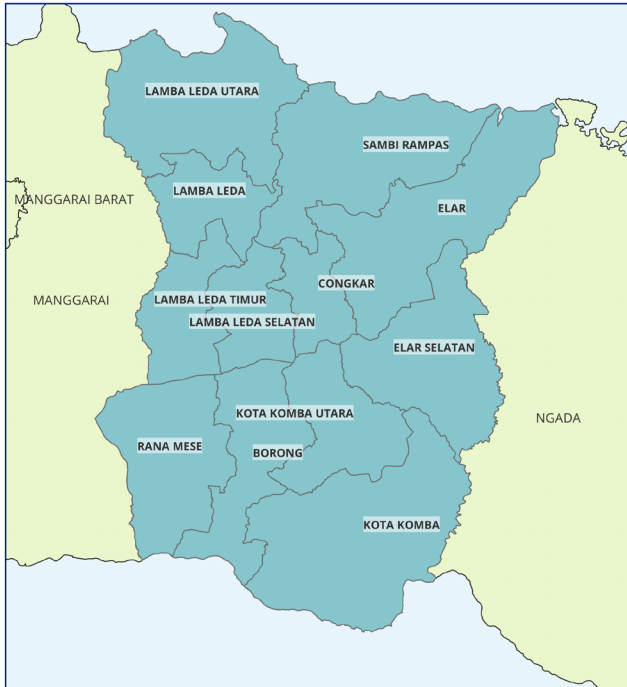 LAMBA LEDA UTARA
SAMBI RAMPAS
LAMBA LEDA
MANGGARAI BARAT
ELAR
CONGKAR
MANGGARAI
LAMBA LEDA TIMUR
LAMBA LEDA SELATAN
ELAR SELATAN
KOTA KOMBA UTARA
NGADA
RANA MESE
BORONG
KOTA KOMBA